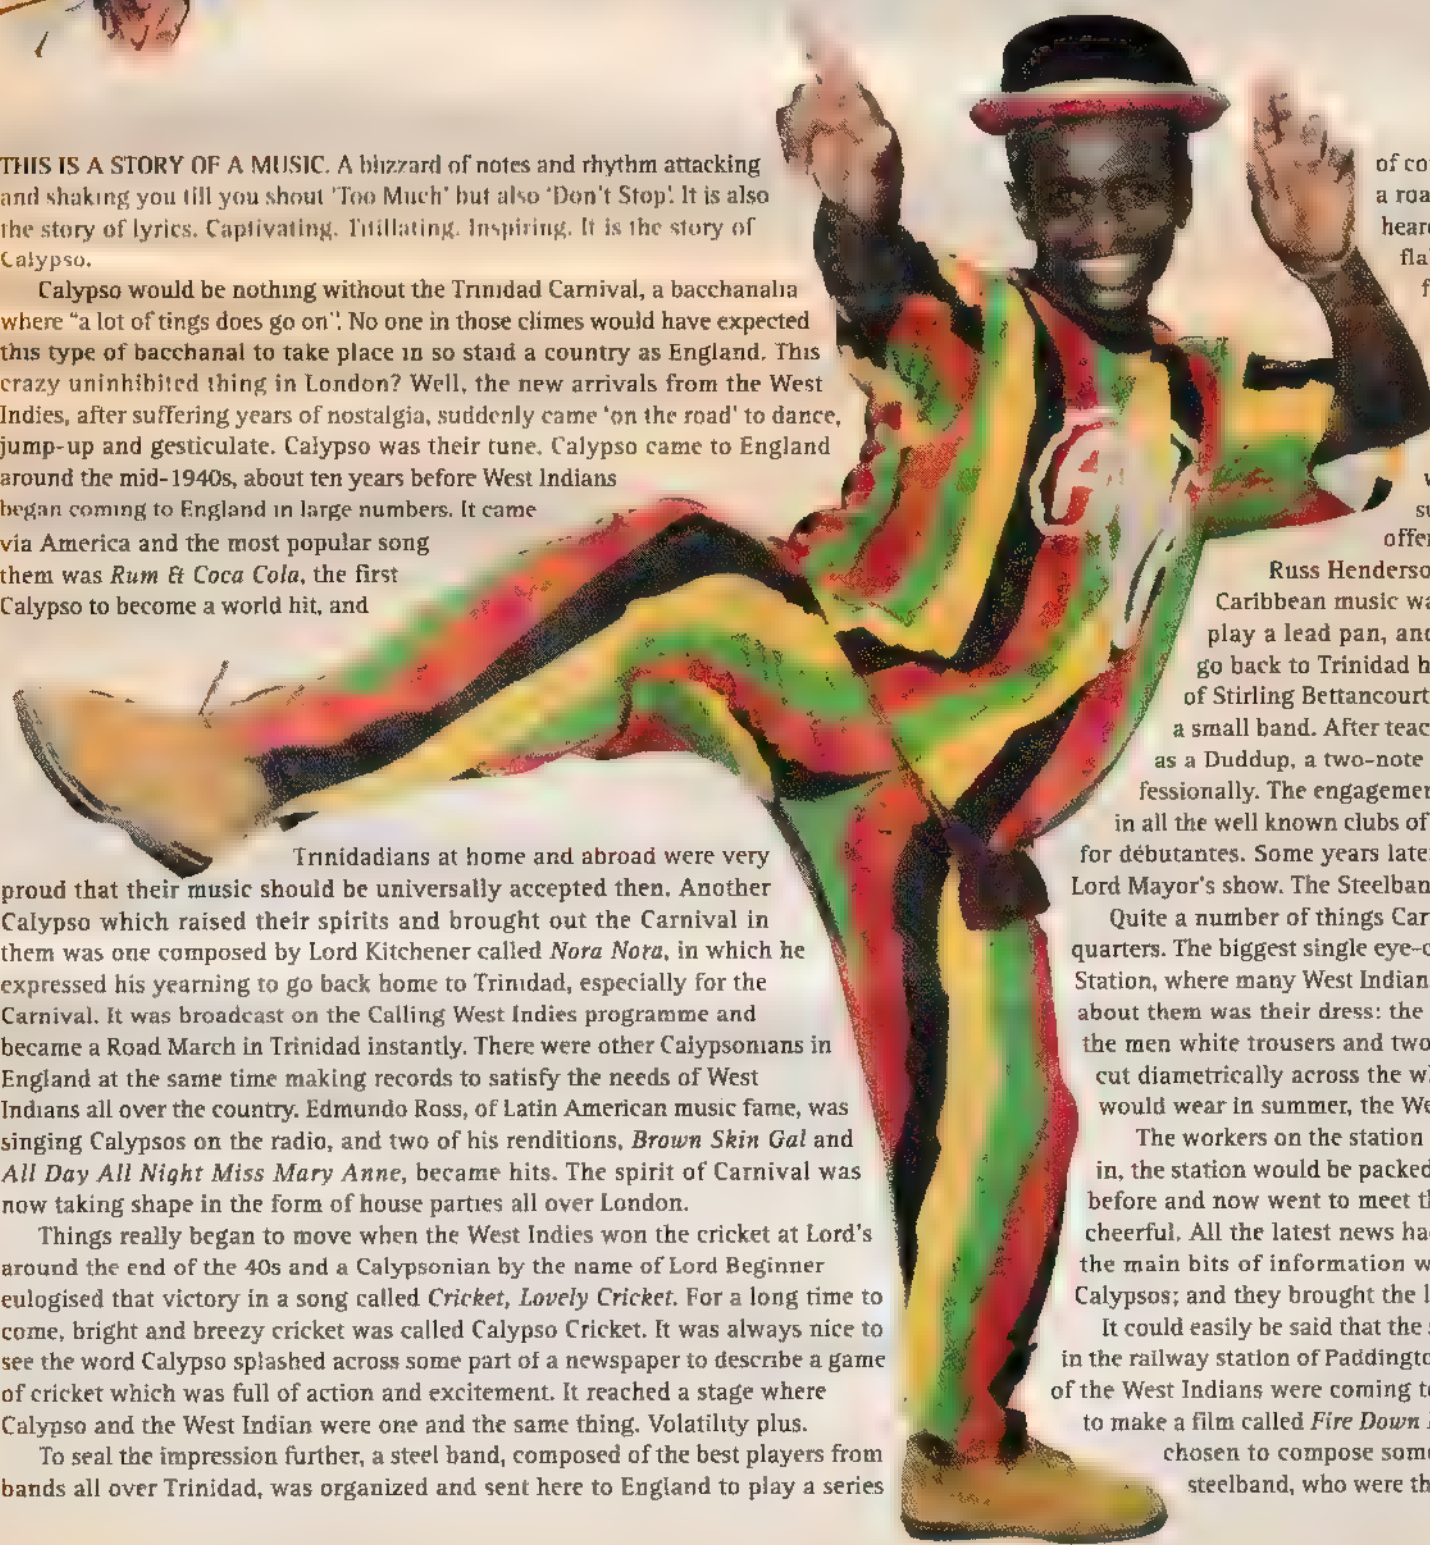 THIS IS A STORY OF A MUSIC. A blizzard of notes and rhythm attacking
and shaking you till you shout 'Too Much' but also 'Don't Stop'. It is also
the story of lyrics. Captivating. Titillating. Inspiring. It is the story of
Calypso.
Calypso would be nothing without the Trinidad Carnival, a bacchanalia
where "a lot of tings does go on". No one in those climes would have expected
this type of bacchanal to take place in so staid a country as England. This
crazy uninhibited thing in London? Well, the new arrivals from the West
Indies, after suffering years of nostalgia, suddenly came 'on the road' to dance,
jump-up and gesticulate. Calypso was their tune. Calypso came to England
around the mid-1940s, about ten years before West Indians
began coming to England in large numbers. It came
via America and the most popular song
them was Rum & Coca Cola, the first
Calypso to become a world hit, and
Trinidadians at home and abroad were very
proud that their music should be universally accepted then. Another
Calypso which raised their spirits and brought out the Carnival in
them was one composed by Lord Kitchener called Nora Nora, in which he
expressed his yearning to go back home to Trinidad, especially for the
Carnival. It was broadcast on the Calling West Indies programme and
became a Road March in Trinidad instantly. There were other Calypsonians in
England at the same time making records to satisfy the needs of West
Indians all over the country. Edmundo Ross, of Latin American music fame, was
singing Calypsos on the radio, and two of his renditions, Brown Skin Gal and
All Day All Night Miss Mary Anne, became hits. The spirit of Carnival was
now taking shape in the form of house parties all over London.
Things really began to move when the West Indies won the cricket at Lord's
around the end of the 40s and a Calypsonian by the name of Lord Beginner
eulogised that victory in a song called Cricket, Lovely Cricket. For a long time to
come, bright and breezy cricket was called Calypso Cricket. It was always nice to
see the word Calypso splashed across some part of a newspaper to describe a game
of cricket which was full of action and excitement. It reached a stage where
Calypso and the West Indian were one and the same thing. Volatility plus.
To seal the impression further, a steel band, composed of the best players from
bands all over Trinidad, was organized and sent here to England to play a series
of
a
Russ
Caribbean music
play a lead pan,
go back to Trinidad
of Stirling Bettancourt
a small band. After
as a Duddup, a two-note
fessionally. The
in all the well known clubs of
for débutantes. Some years
Lord Mayor's show. The
Quite a number of things
quarters. The biggest single
Station, where many West
about them was their dress: the
the men white trousers and two
cut diametrically across the
would wear in summer, the
The workers on the station
in, the station would be packed
before and now went to meet
cheerful. All the latest news
the main bits of information
Calypsos; and they brought the
It could easily be said that the
in the railway station of
of the West Indians were coming
to make a film called Fire Down
chosen to compose
steelband, who were